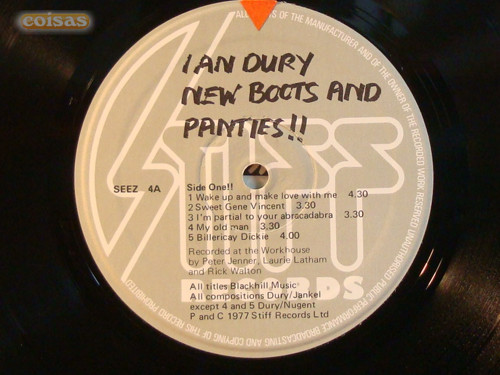 coisas
ALL RIGHTS OF THE MANUFACTURER AND OF THE OWNER OF THE RECORDED WORK RESERVED UNAUTHORISED PUBLIC PERFORMANCE BROADCASTING AND COPYING OF THIS RECORD PROHIBITED
IAN DURY
NEW BOOTS AND
PANTIES!!
STIFF
SEEZ 4A
Side One!!
1 Wake up and make love with me 4.30
2 Sweet Gene Vincent 3.30
3 I'm partial to your abracadabra 3.30
4 My old man 3.30
5 Billericay Dickie 4.00
Recorded at the Workhouse
by Peter Jenner, Laurie Latham
and Rick Walton
RECORDS
All titles Blackhill Music
All compositions Dury/Jankel
except 4 and 5 Dury/Nugent
P and C 1977 Stiff Records Ltd